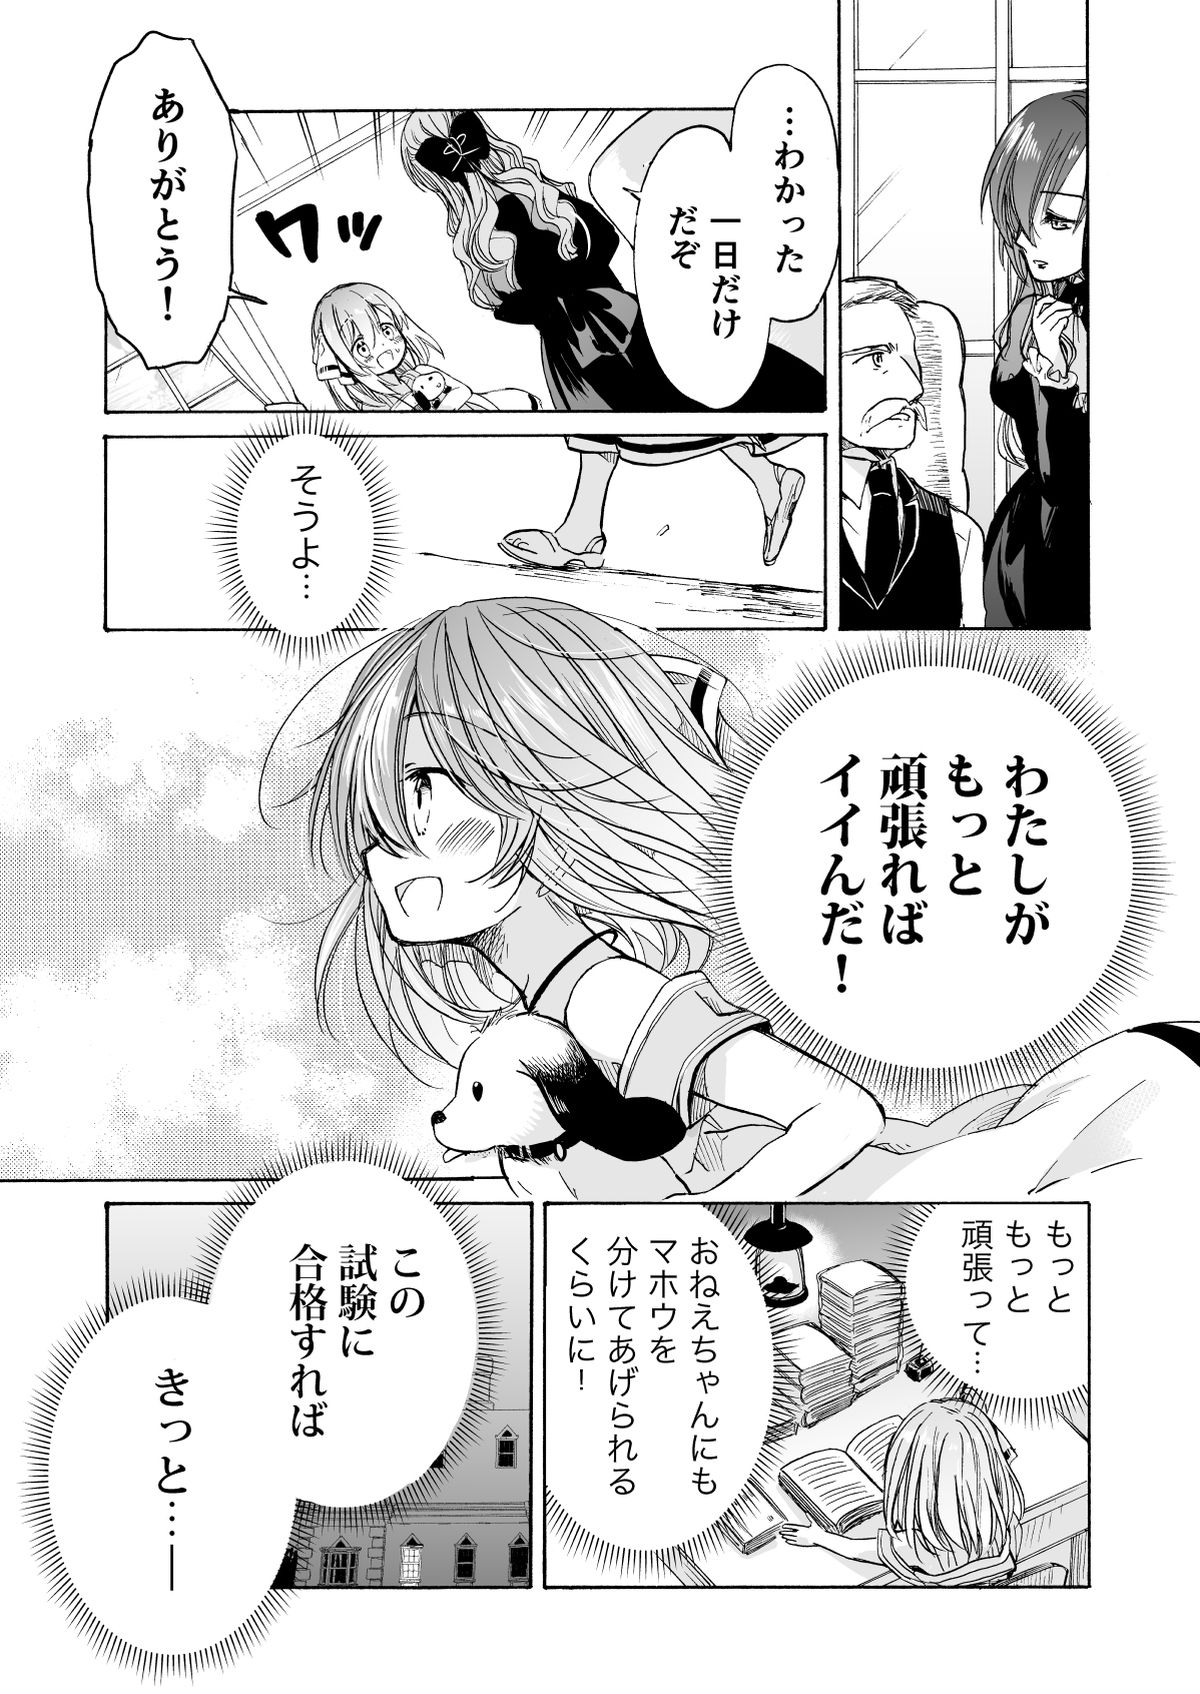 …わかった
一日だけ
だぞ
ワッ
ありがとう!
そうよ…
わたしが
もっと
頑張れば
イイんだ!
もっと
もっと
頑張って…
おねえちゃんにも
マホウを
分けてあげられる
くらいに!
この
試験に
合格すれば
きっと…―